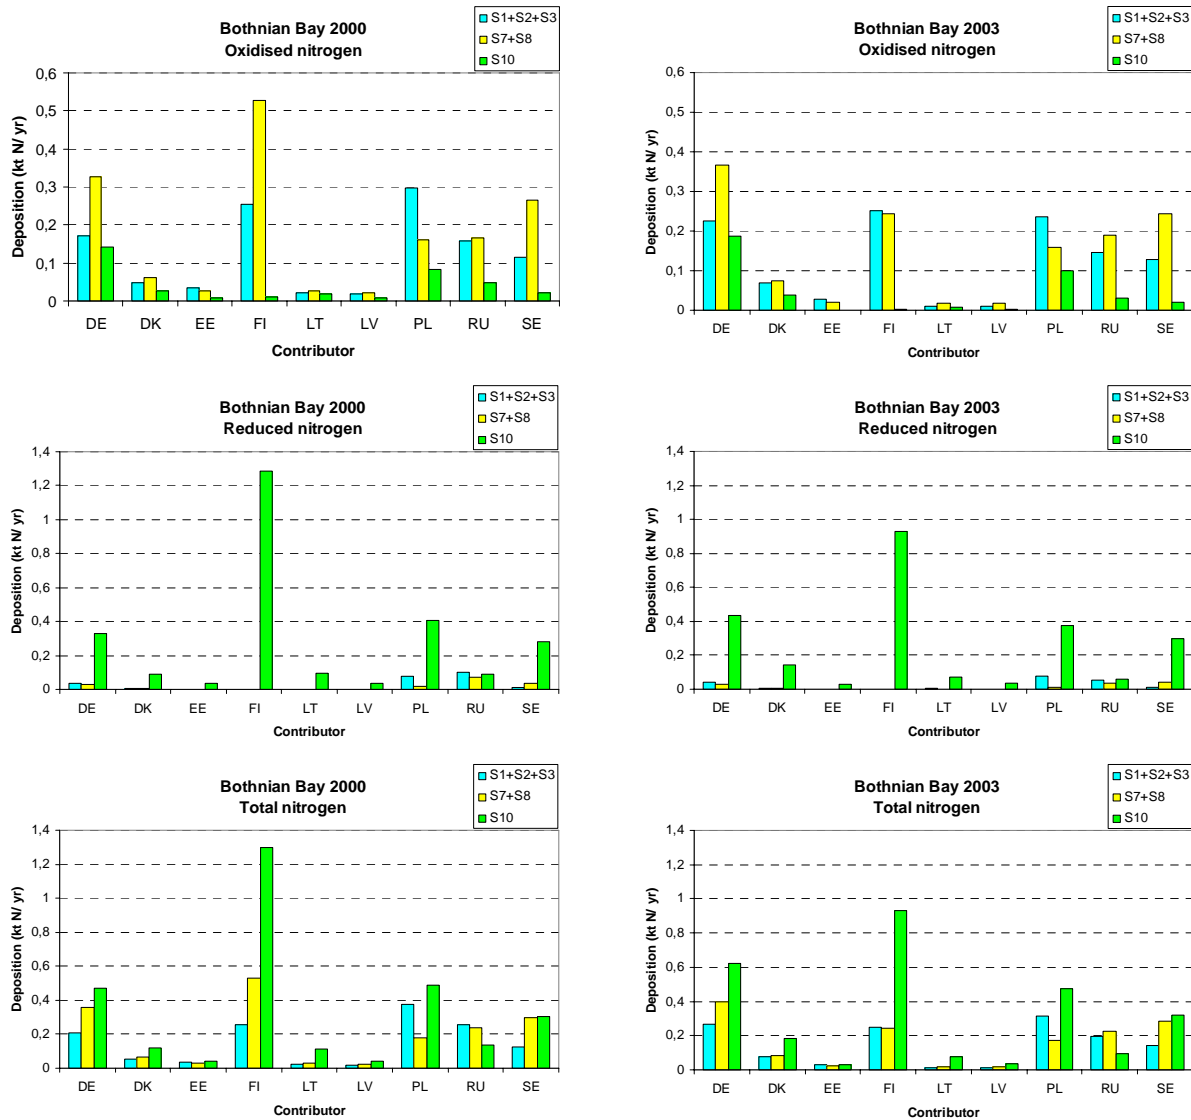 Bothnian Bay 2000
Oxidised nitrogen
S1+S2+S3
S7+S8
S10
Deposition (kt N/ yr)
0,6
0,5
0,4
0,3
0,2
0,1
0
DE DK EE FI LT LV PL RU SE
Contributor
Bothnian Bay 2003
Oxidised nitrogen
S1+S2+S3
S7+S8
S10
Deposition (kt N/ yr)
0,6
0,5
0,4
0,3
0,2
0,1
0
DE DK EE FI LT LV PL RU SE
Contributor
Bothnian Bay 2000
Reduced nitrogen
S1+S2+S3
S7+S8
S10
Deposition (kt N/ yr)
1,4
1,2
1
0,8
0,6
0,4
0,2
0
DE DK EE FI LT LV PL RU SE
Contributor
Bothnian Bay 2003
Reduced nitrogen
S1+S2+S3
S7+S8
S10
Deposition (kt N/ yr)
1,4
1,2
1
0,8
0,6
0,4
0,2
0
DE DK EE FI LT LV PL RU SE
Contributor
Bothnian Bay 2000
Total nitrogen
S1+S2+S3
S7+S8
S10
Deposition (kt N/ yr)
1,4
1,2
1
0,8
0,6
0,4
0,2
0
DE DK EE FI LT LV PL RU SE
Contributor
Bothnian Bay 2003
Total nitrogen
S1+S2+S3
S7+S8
S10
Deposition (kt N/ yr)
1,4
1,2
1
0,8
0,6
0,4
0,2
0
DE DK EE FI LT LV PL RU SE
Contributor